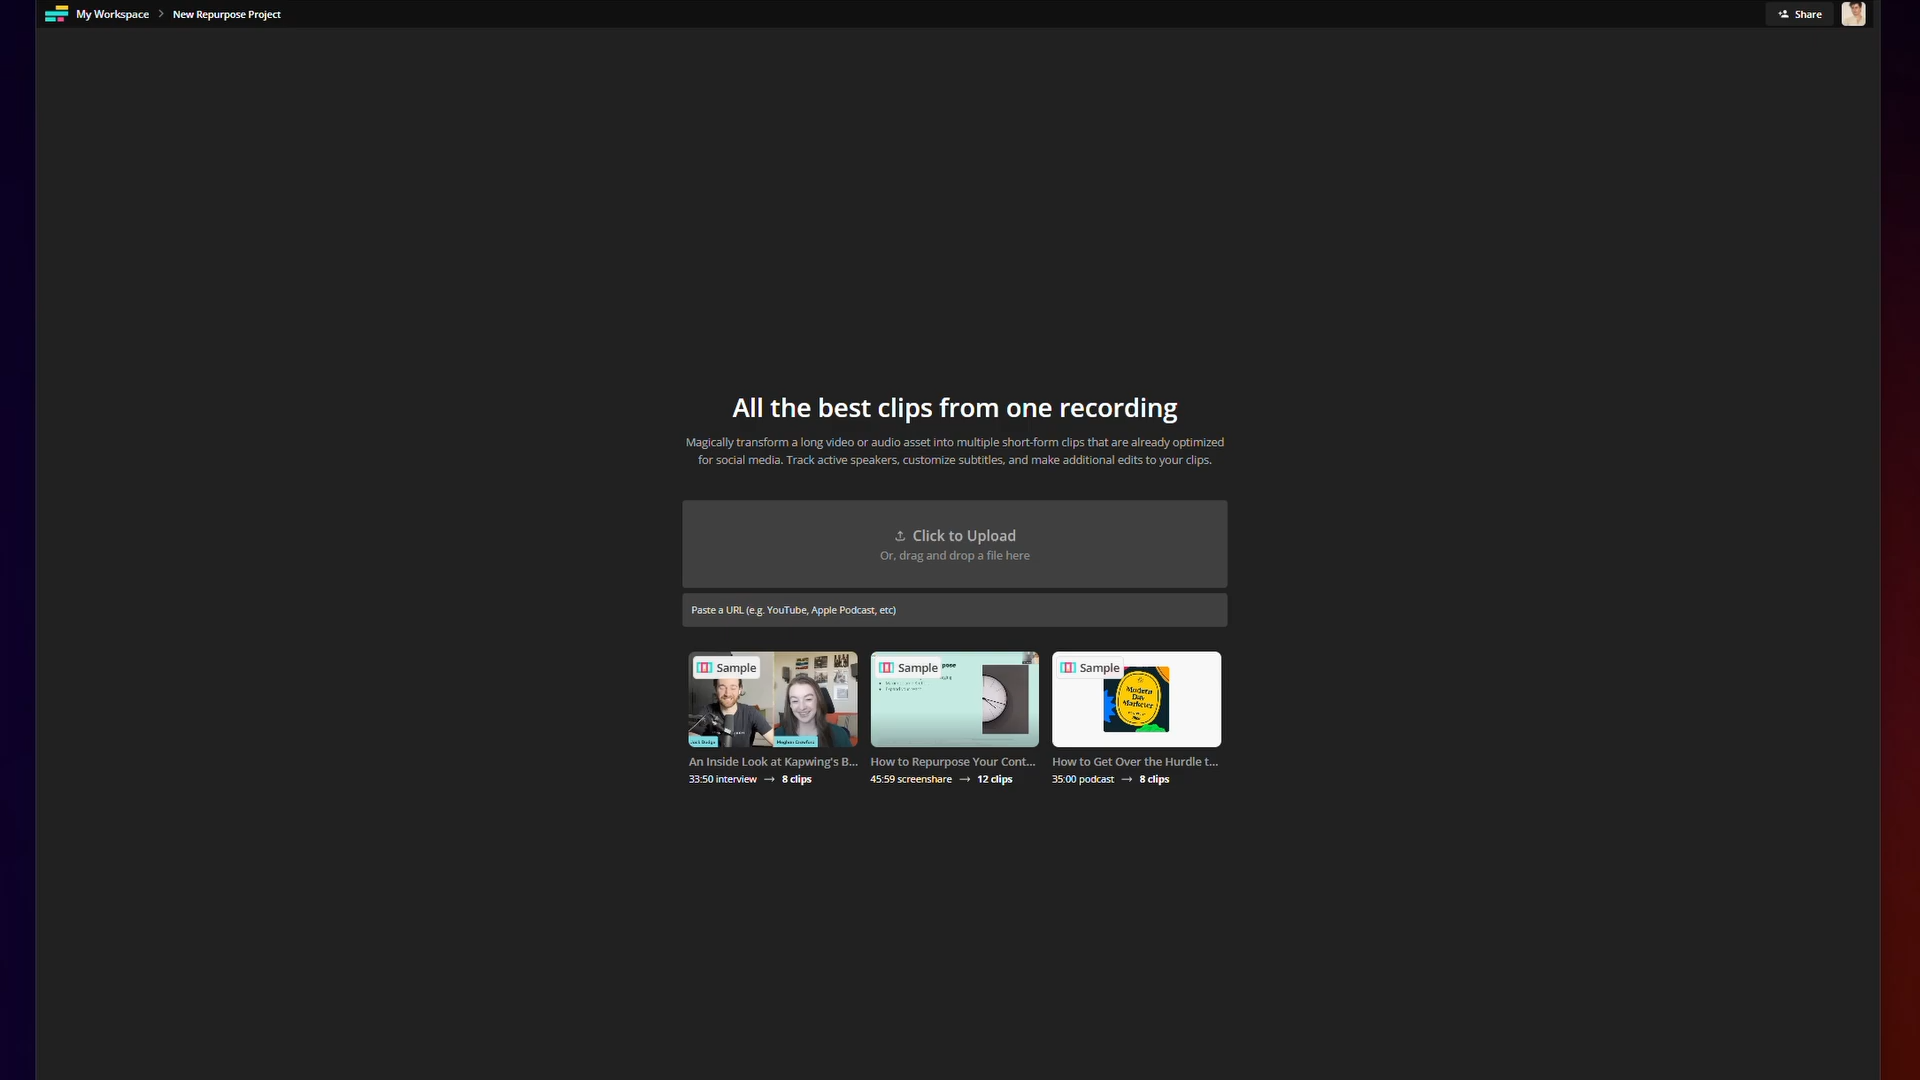 My Workspace > New Repurpose Project
Share
All the best clips from one recording
Magically transform a long video or audio asset into multiple short-form clips that are already optimized
for social media. Track active speakers, customize subtitles, and make additional edits to your clips.
Click to Upload
Or, drag and drop a file here
Paste a URL (e.g. YouTube, Apple Podcast, etc)
Sample
Sample
Sample
Modern
Day
Marketer
An Inside Look at Kapwing's B...
33:50 interview → 8 clips
How to Repurpose Your Cont...
45:59 screenshare → 12 clips
How to Get Over the Hurdle t...
35:00 podcast → 8 clips